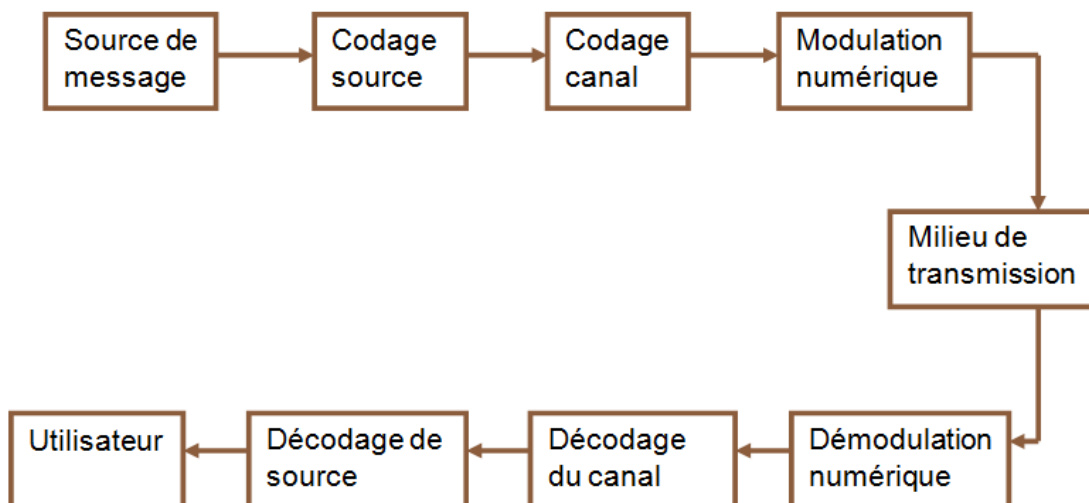 Source de
message
Codage
source
Codage
canal
Modulation
numérique
Milieu de
transmission
Démodulation
numérique
Décodage
du canal
Décodage de
source
Utilisateur